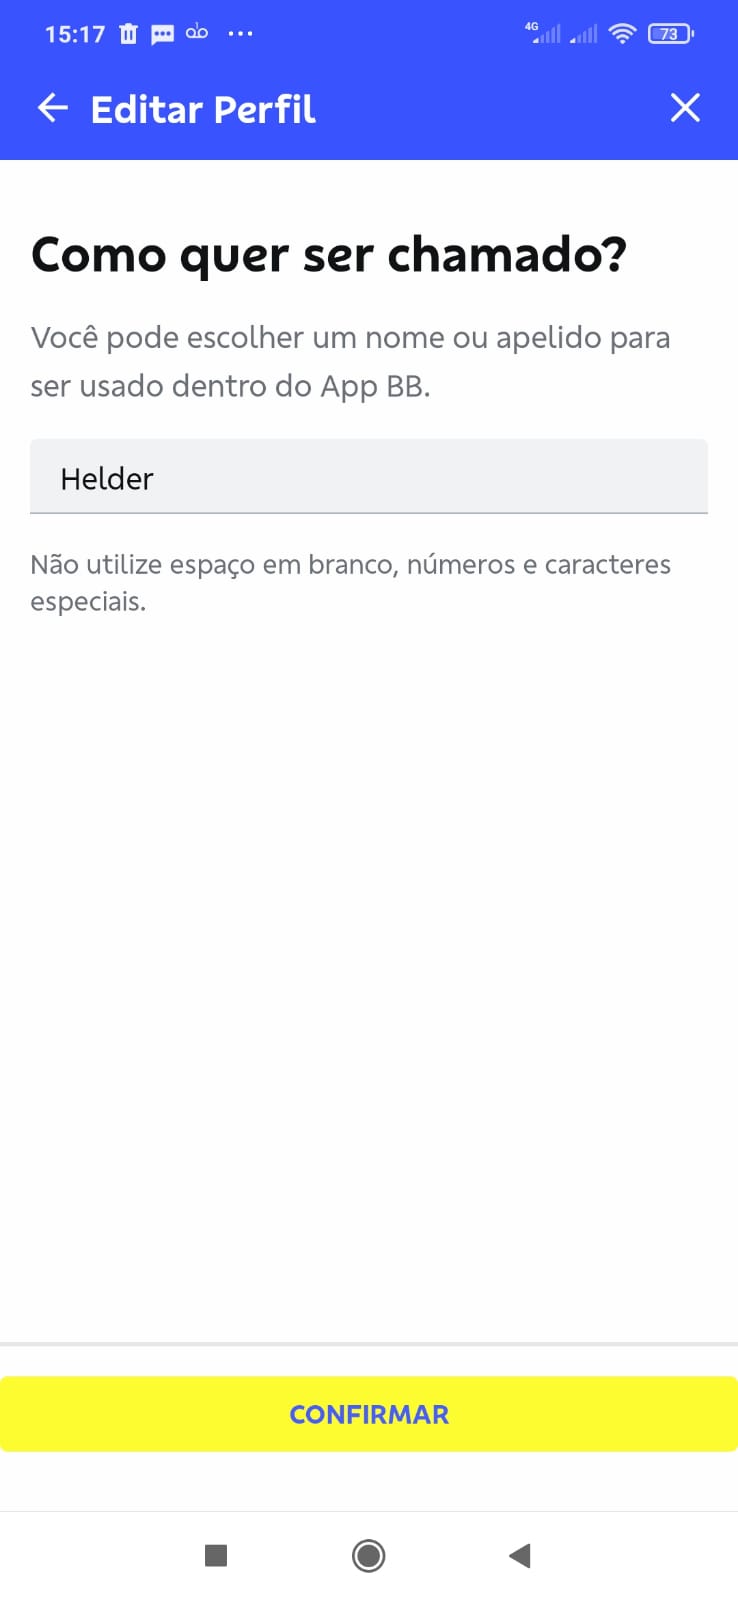 15:17
4G
73
Editar Perfil
Como quer ser chamado?
Você pode escolher um nome ou apelido para
ser usado dentro do App BB.
Helder
Não utilize espaço em branco, números e caracteres
especiais.
CONFIRMAR